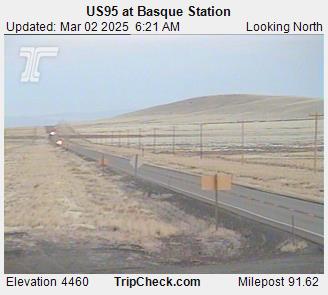 US95 at Basque Station
Updated: Mar 02 2025 6:21 AM Looking North
Elevation 4460 TripCheck.com Milepost 91.62